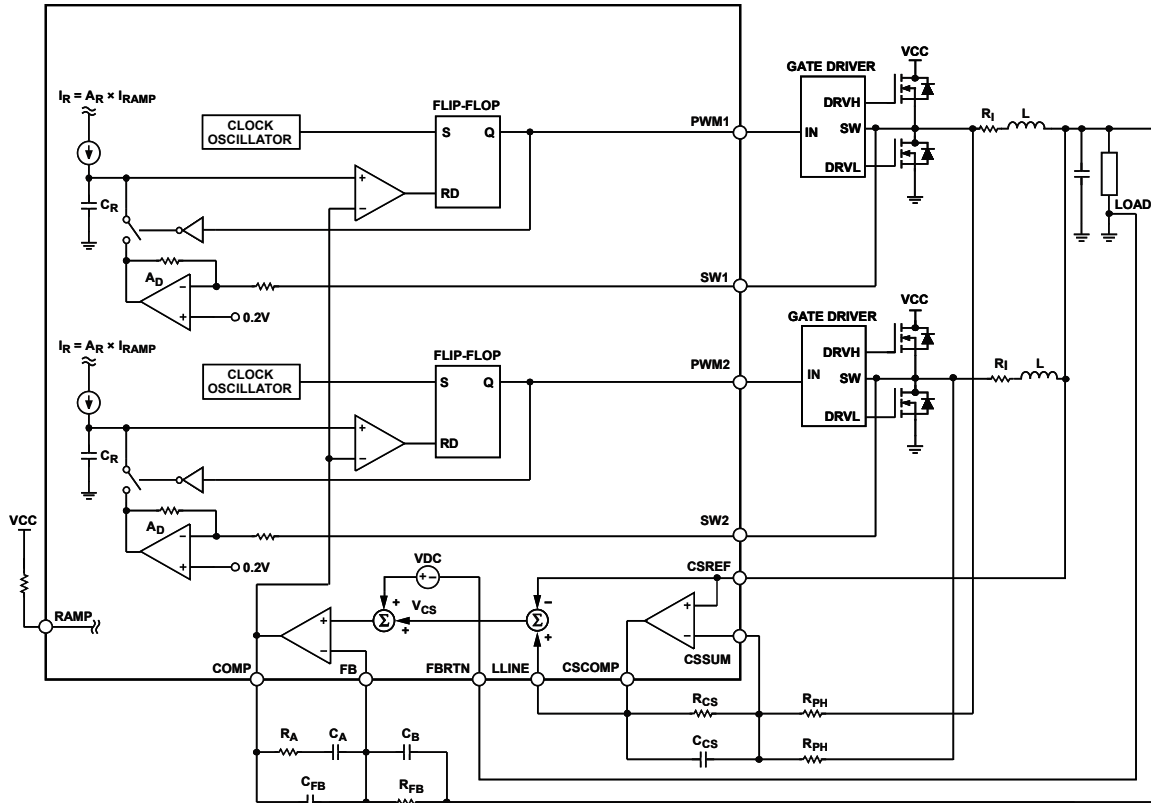 VCC
GATE DRIVER
I_R = A_R × I_RAMP
FLIP-FLOP
DRVH
CLOCK
OSCILLATOR
S
Q
PWM1
IN
SW
R_I
L
DRVL
+
−
RD
C_R
LOAD
A_D
−
+
0.2V
SW1
VCC
GATE DRIVER
I_R = A_R × I_RAMP
FLIP-FLOP
DRVH
CLOCK
OSCILLATOR
S
Q
PWM2
IN
SW
R_I
L
DRVL
+
−
RD
C_R
VCC
A_D
−
+
0.2V
SW2
VDC
+ −
CSREF
RAMP
+
V_CS
−
+
Σ
+
Σ
+
−
+
−
CSSUM
COMP
FB
FBRTN
LLINE
CSCOMP
R_CS
R_PH
R_A
C_A
C_B
C_CS
R_PH
C_FB
R_FB